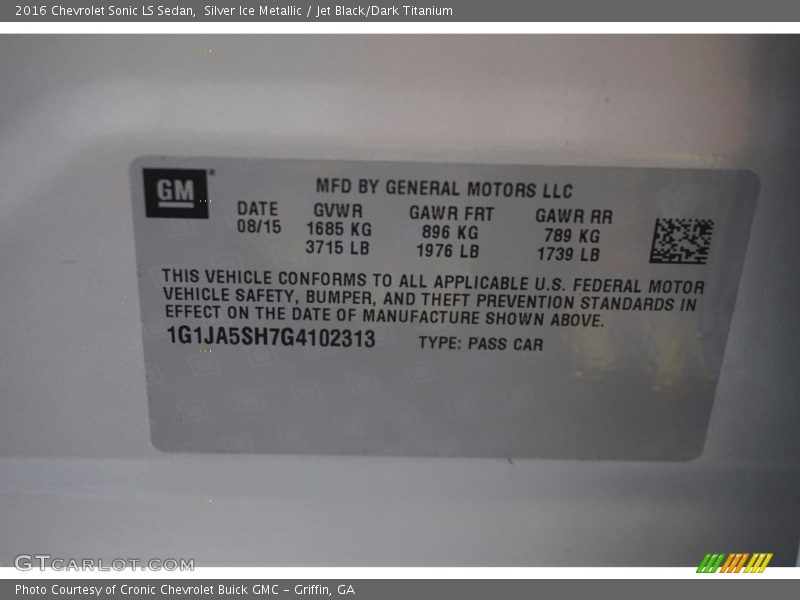 2016 Chevrolet Sonic LS Sedan,  Silver Ice Metallic / Jet Black/Dark Titanium
GM
MFD BY GENERAL MOTORS LLC
DATE GVWR GAWR FRT GAWR RR
08/15 1685 KG 896 KG 789 KG
3715 LB 1976 LB 1739 LB
THIS VEHICLE CONFORMS TO ALL APPLICABLE U.S. FEDERAL MOTOR
VEHICLE SAFETY, BUMPER, AND THEFT PREVENTION STANDARDS IN
EFFECT ON THE DATE OF MANUFACTURE SHOWN ABOVE.
1G1JA5SH7G4102313 TYPE: PASS CAR
GTCARLOT.COM
Photo Courtesy of Cronic Chevrolet Buick GMC – Griffin, GA